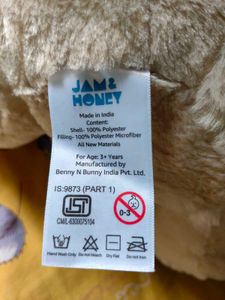 JAM&
HONEY
Made in India
Content:
Shell- 100% Polyester
Filling- 100% Polyester Microfiber
All New Materials
For Age: 3+ Years
Manufactured by
Benny N Bunny India Pvt. Ltd.
IS:9873 (PART 1)
ISI
CM/L-6300075104
0-3
Hand Wash Only Do not Bleach Dry Flat Do not Iron